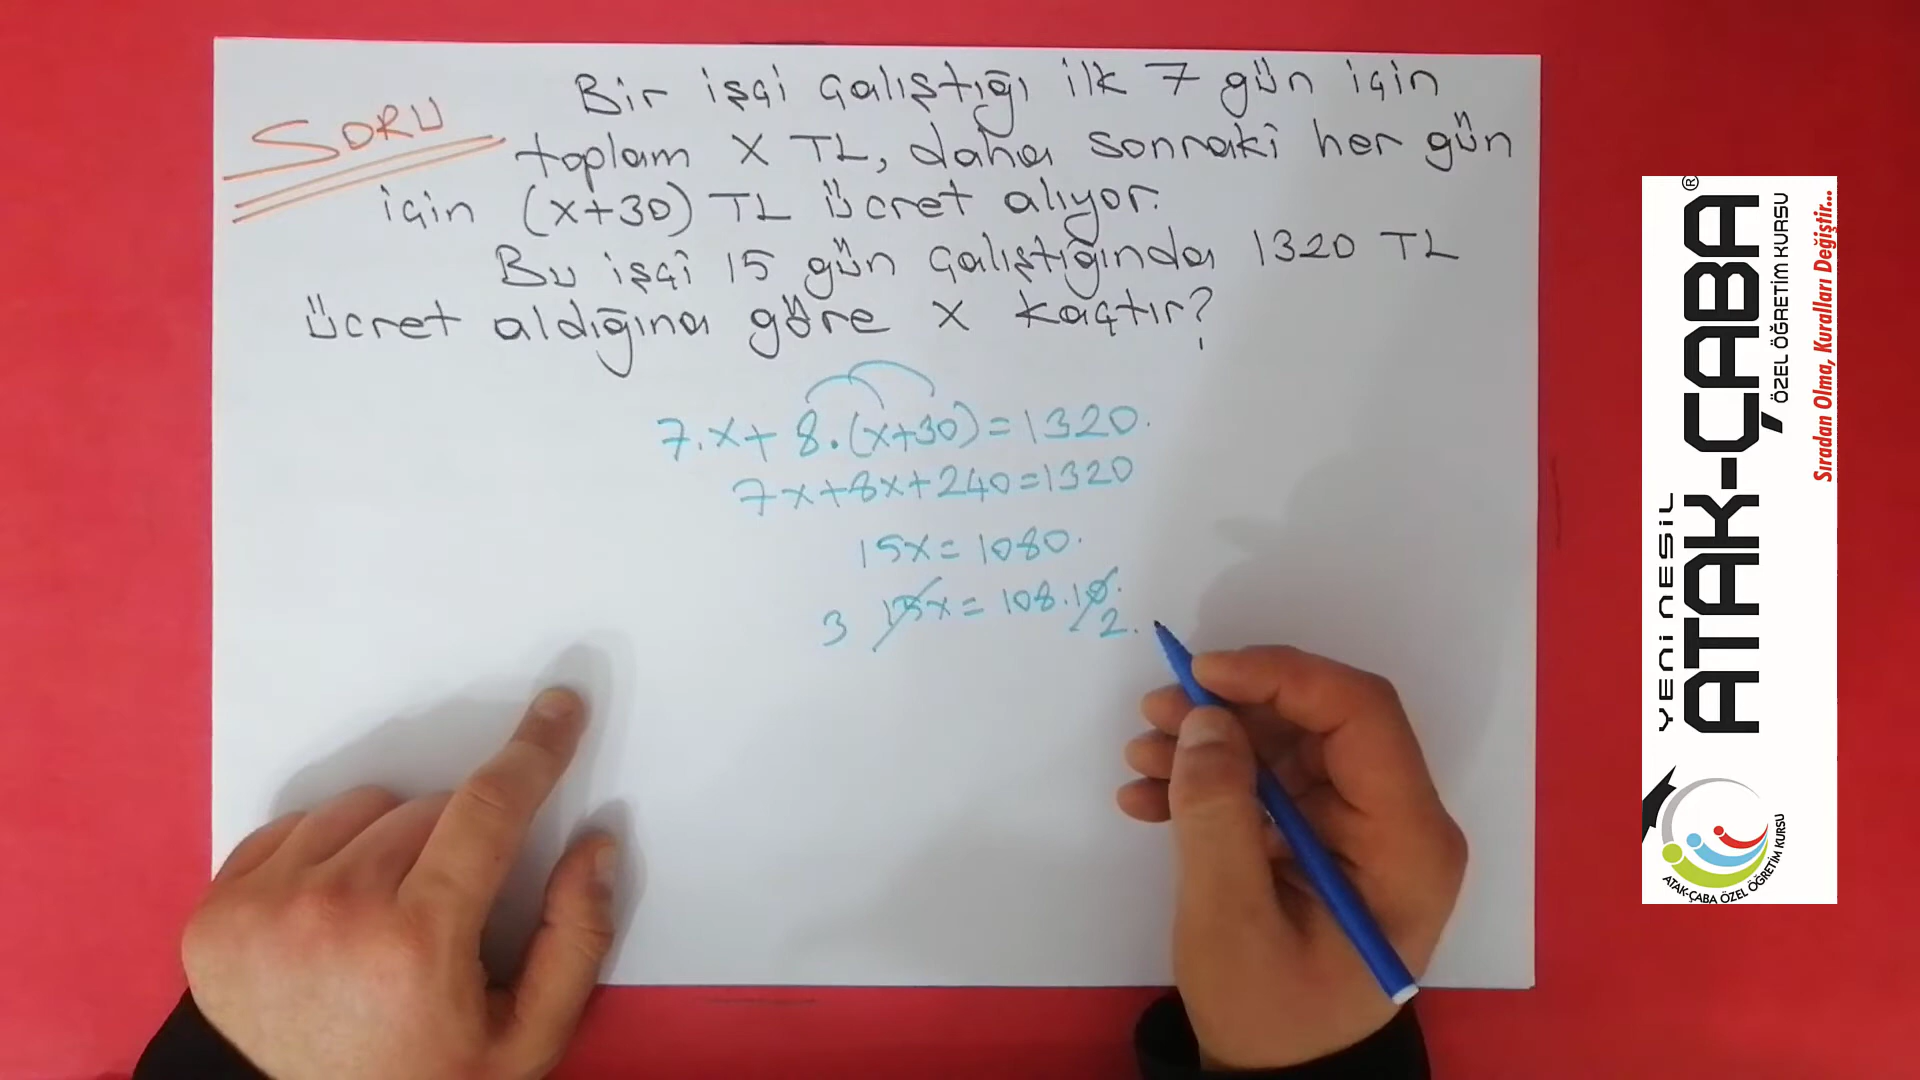 SORU
Bir işçi çalıştığı ilk 7 gün için
toplam x TL, daha sonraki her gün
için (x+30) TL ücret alıyor.
Bu işçi 15 gün çalıştığında 1320 TL
ücret aldığına göre x kaçtır?
7.x+8.(x+30)=1320.
7x+8x+240=1320
15x=1080.
3 15x=108.10.
2.
YENİ NESİL
ATAK-ÇABA®
ÖZEL ÖĞRETİM KURSU
Sıradan Olma, Kuralları Değiştir...
ATAK-ÇABA ÖZEL ÖĞRETİM KURSU